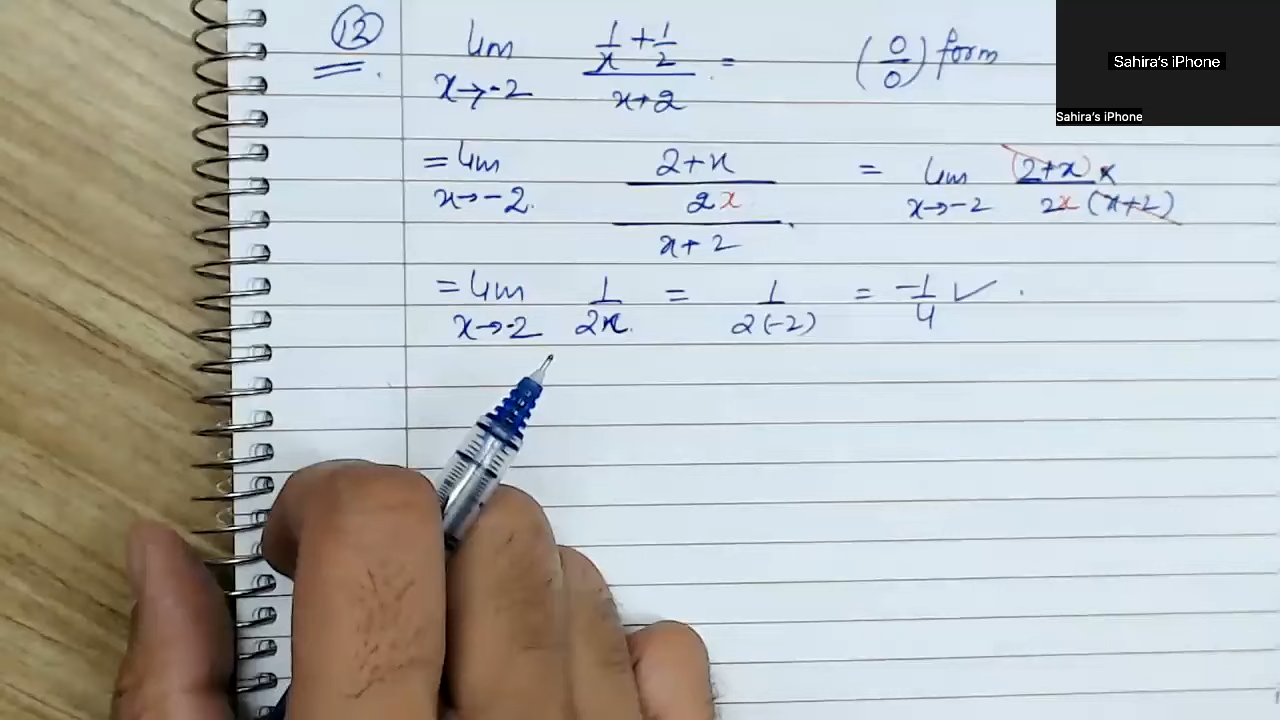 (12) lim x→-2 (1/x + 1/2)/(x+2) = (0/0) form
= lim x→-2 ((2+x)/(2x))/(x+2) = lim x→-2 (2+x)/(2x(x+2))
= lim x→-2 1/2x = 1/2(-2) = -1/4 ✓
Sahira's iPhone
Sahira's iPhone